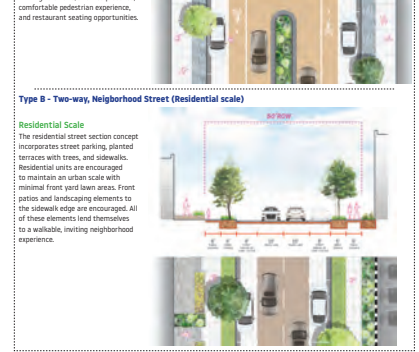 comfortable pedestrian experience,
and restaurant seating opportunities.
Type B - Two-way, Neigborhood Street (Residential scale)
Residential Scale
The residential street section concept
incorporates street parking, planted
terraces with trees, and sidewalks.
Residential units are encouraged
to maintain an urban scale with
minimal front yard lawn areas. Front
patios and landscaping elements to
the sidewalk edge are encouraged. All
of these elements lend themselves
to a walkable, inviting neighborhood
experience.
80' ROW